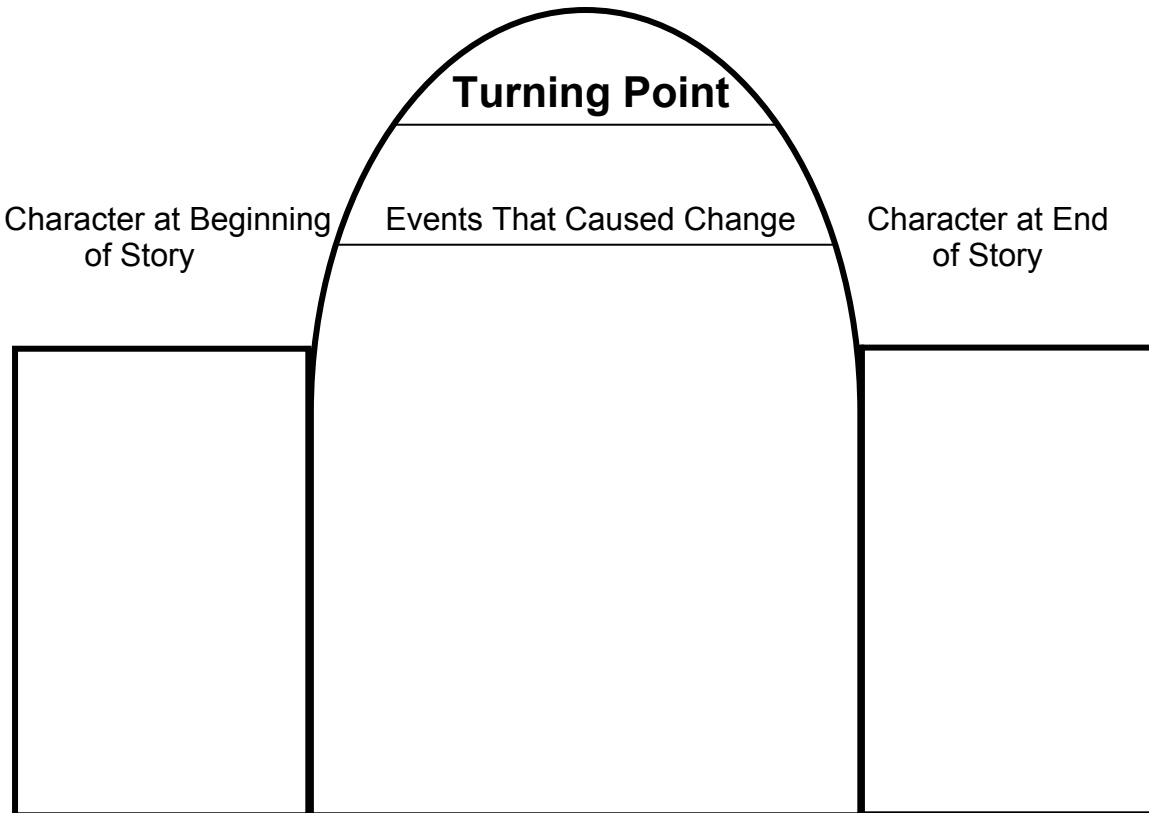 Turning Point
Character at Beginning
of Story
Events That Caused Change
Character at End
of Story